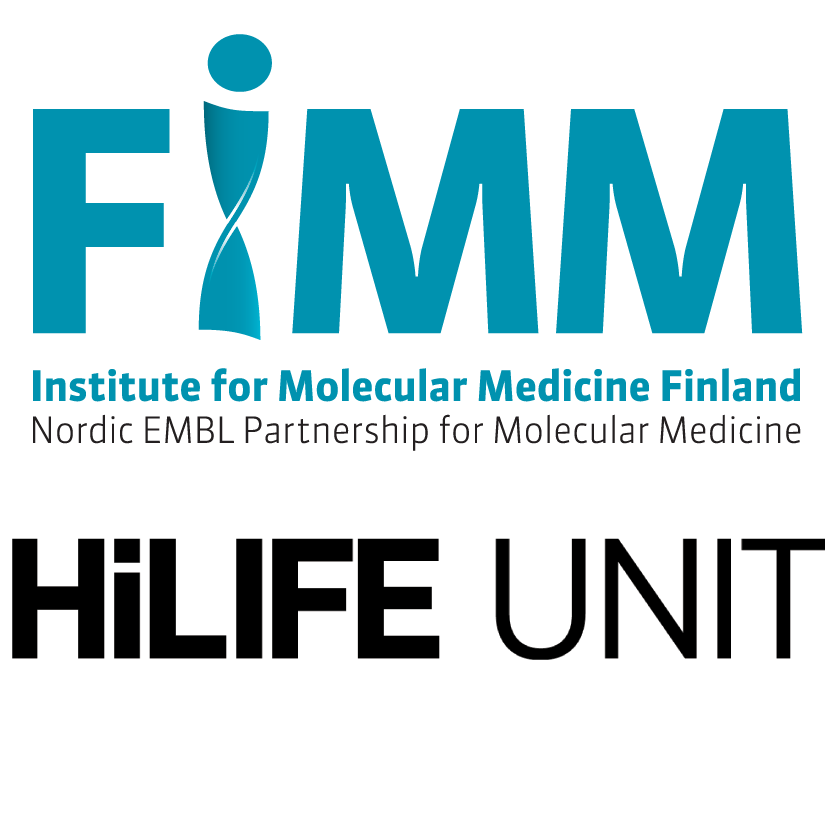 FiMM
Institute for Molecular Medicine Finland
Nordic EMBL Partnership for Molecular Medicine
HiLIFE UNIT